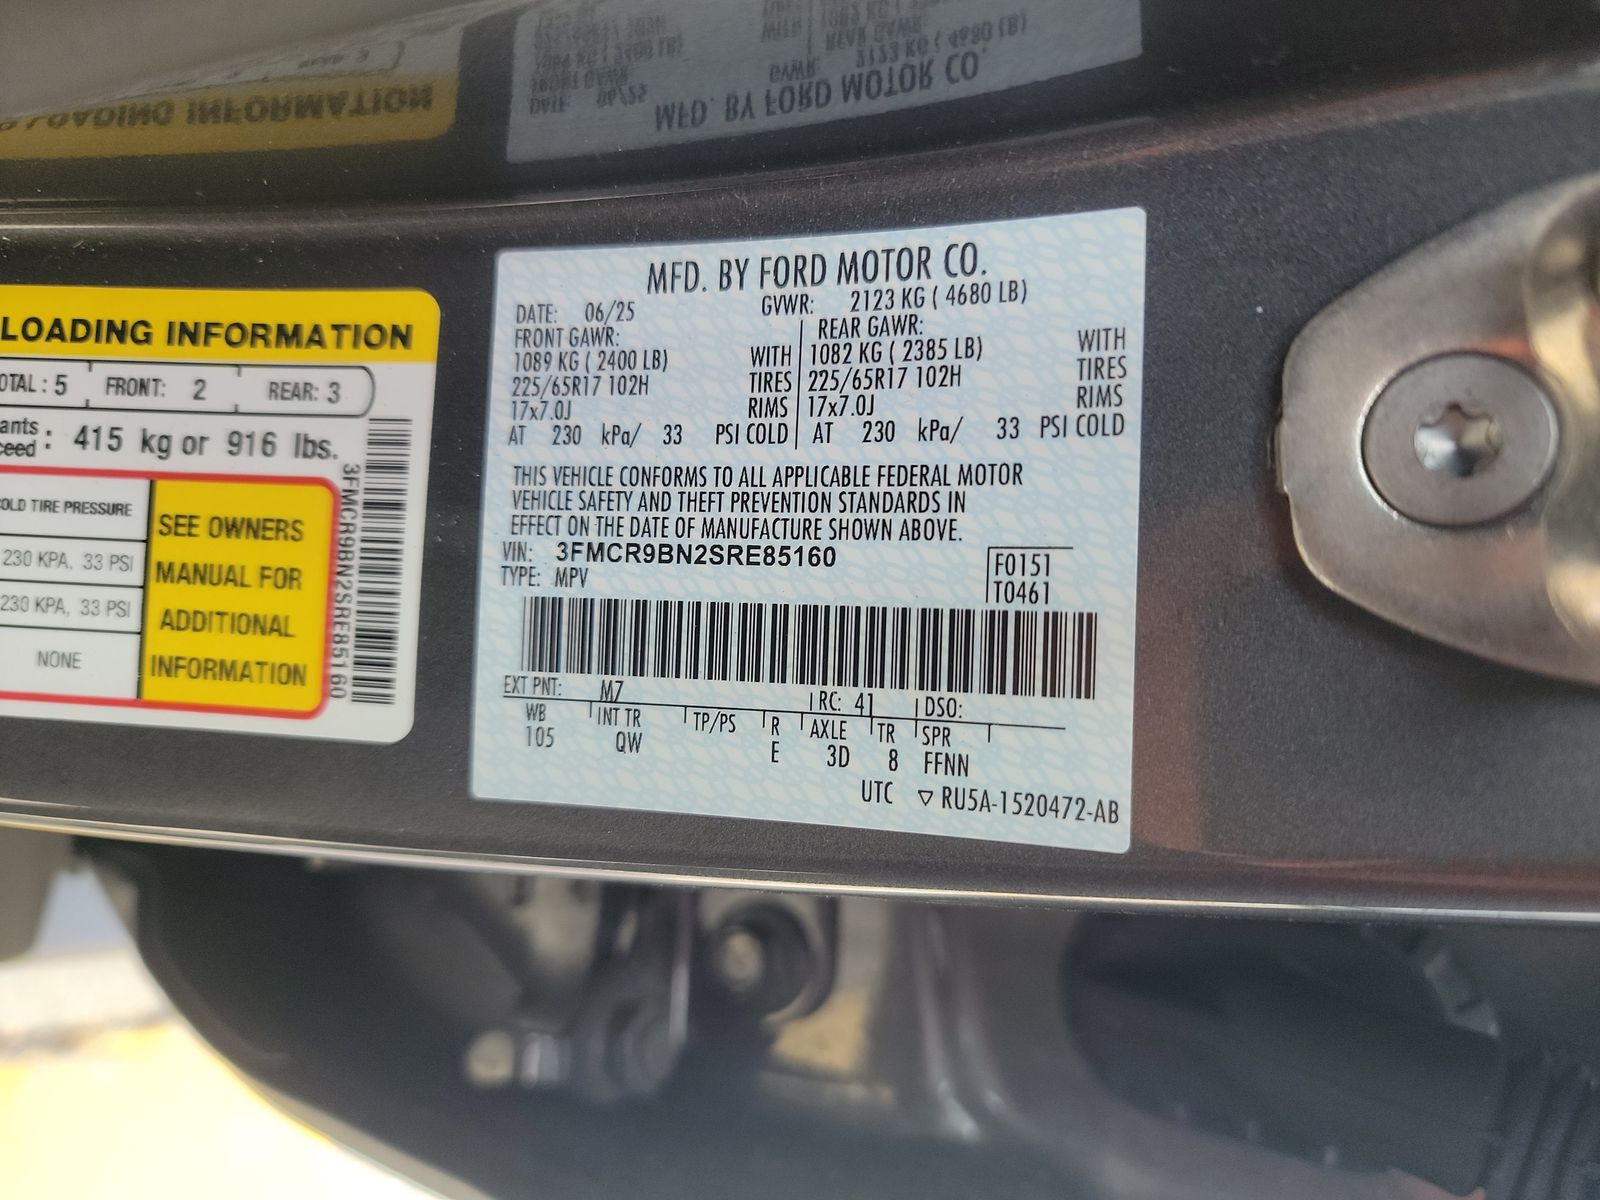 LOADING INFORMATION
OTAL : 5 FRONT: 2 REAR: 3
ants
ceed : 415 kg or 916 lbs.
OLD TIRE PRESSURE
230 KPA, 33 PSI
230 KPA, 33 PSI
NONE
SEE OWNERS
MANUAL FOR
ADDITIONAL
INFORMATION
3FMCR9BN2SRE85160
MFD. BY FORD MOTOR CO.
DATE: 06/25 GVWR: 2123 KG ( 4680 LB)
FRONT GAWR: REAR GAWR:
1089 KG ( 2400 LB) WITH 1082 KG ( 2385 LB) WITH
225/65R17 102H TIRES 225/65R17 102H TIRES
17x7.0J RIMS 17x7.0J RIMS
AT 230 kPa/ 33 PSI COLD AT 230 kPa/ 33 PSI COLD
THIS VEHICLE CONFORMS TO ALL APPLICABLE FEDERAL MOTOR
VEHICLE SAFETY AND THEFT PREVENTION STANDARDS IN
EFFECT ON THE DATE OF MANUFACTURE SHOWN ABOVE.
VIN: 3FMCR9BN2SRE85160 F0151
TYPE: MPV T0461
EXT PNT: M7 RC: 41 DSO:
WB INT TR TP/PS R AXLE TR SPR
105 QW E 3D 8 FFNN
UTC ▽ RU5A-1520472-AB